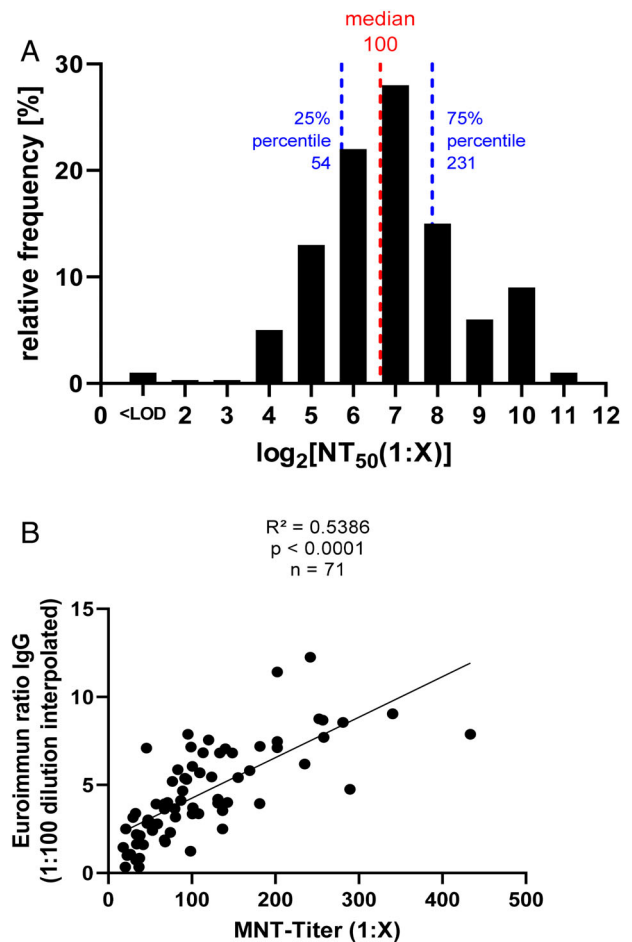 A
median
100
25%
percentile
54
75%
percentile
231
relative frequency [%]
30
20
10
0
0 <LOD 2 3 4 5 6 7 8 9 10 11 12
log₂[NT₅₀(1:X)]
B
R² = 0.5386
p < 0.0001
n = 71
Euroimmun ratio IgG
(1:100 dilution interpolated)
15
10
5
0
0 100 200 300 400 500
MNT-Titer (1:X)